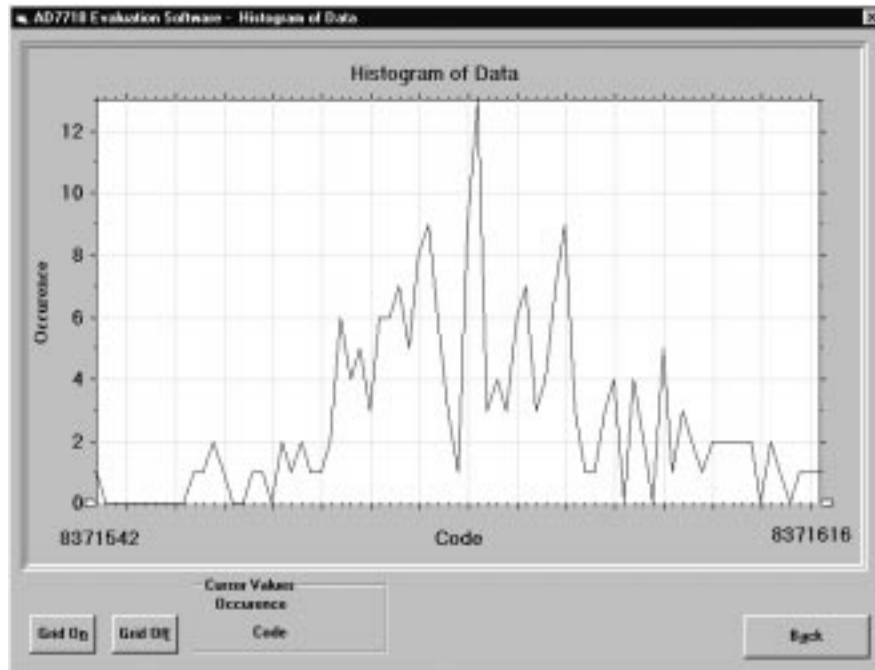 AD7718 Evaluation Software - Histogram of Data
Histogram of Data
12
10
8
6
4
2
0
Occurence
8371542
Code
8371616
Cursor Values
Occurence
Code
Grid On
Grid Off
Back